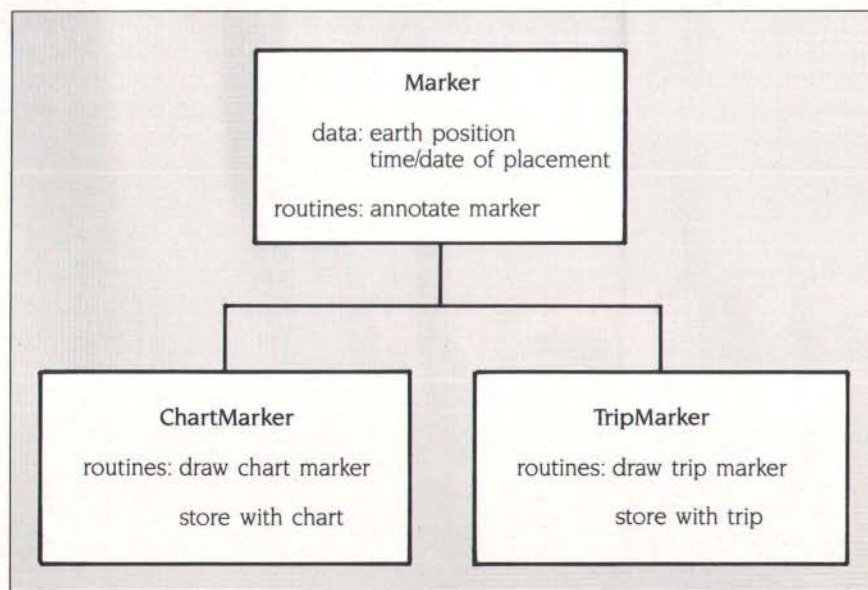 Marker
data: earth position
time/date of placement
routines: annotate marker
ChartMarker
routines: draw chart marker
store with chart
TripMarker
routines: draw trip marker
store with trip